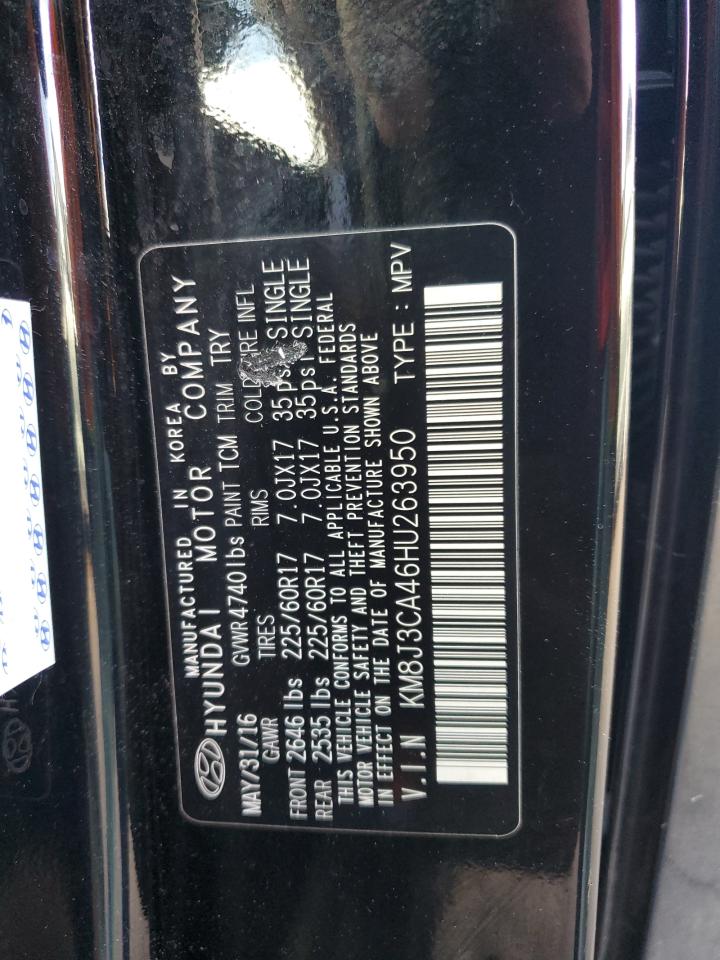 MANUFACTURED IN KOREA BY
HYUNDAI MOTOR COMPANY
MAY/31/16 GVWR 4740 lbs PAINT TCM TRIM TRY
GAWR TIRES RIMS COLD INFL
FRONT 2646 lbs 225/60R17 7.0JX17 35psi SINGLE
REAR 2535 lbs 225/60R17 7.0JX17 35psi SINGLE
THIS VEHICLE CONFORMS TO ALL APPLICABLE U.S.A. FEDERAL
MOTOR VEHICLE SAFETY AND THEFT PREVENTION STANDARDS
IN EFFECT ON THE DATE OF MANUFACTURE SHOWN ABOVE
V.I.N KM8J3CA46HU263950 TYPE : MPV